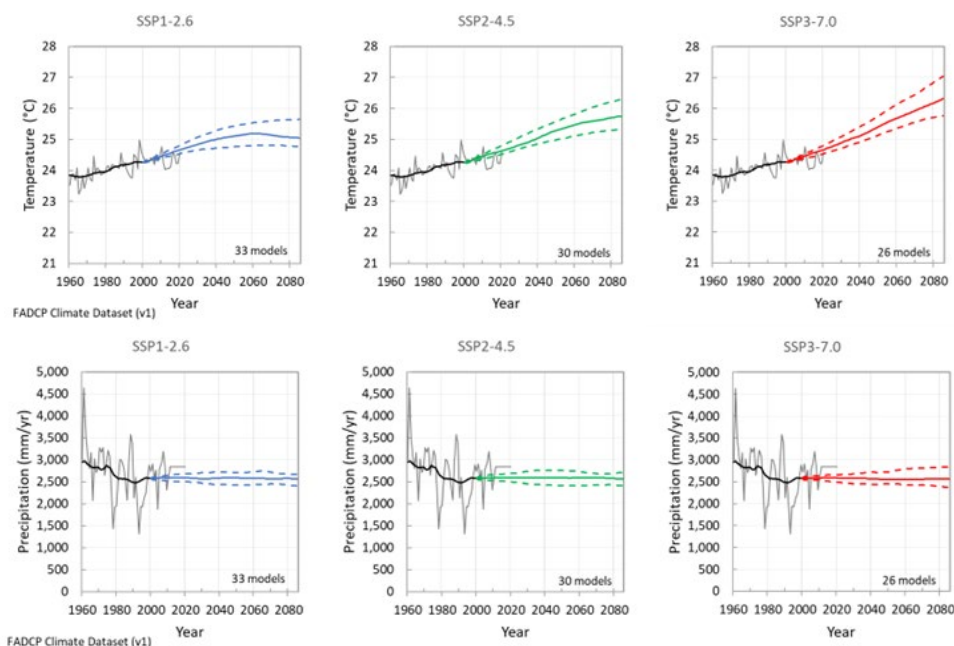 SSP1-2.6
SSP2-4.5
SSP3-7.0
28
27
26
25
24
23
22
21
Temperature (°C)
33 models
1960 1980 2000 2020 2040 2060 2080
Year
28
27
26
25
24
23
22
21
Temperature (°C)
30 models
1960 1980 2000 2020 2040 2060 2080
Year
28
27
26
25
24
23
22
21
Temperature (°C)
26 models
1960 1980 2000 2020 2040 2060 2080
Year
FADCP Climate Dataset (v1)
SSP1-2.6
SSP2-4.5
SSP3-7.0
5,000
4,500
4,000
3,500
3,000
2,500
2,000
1,500
1,000
500
0
Precipitation (mm/yr)
33 models
1960 1980 2000 2020 2040 2060 2080
Year
5,000
4,500
4,000
3,500
3,000
2,500
2,000
1,500
1,000
500
0
Precipitation (mm/yr)
30 models
1960 1980 2000 2020 2040 2060 2080
Year
5,000
4,500
4,000
3,500
3,000
2,500
2,000
1,500
1,000
500
0
Precipitation (mm/yr)
26 models
1960 1980 2000 2020 2040 2060 2080
Year
FADCP Climate Dataset (v1)